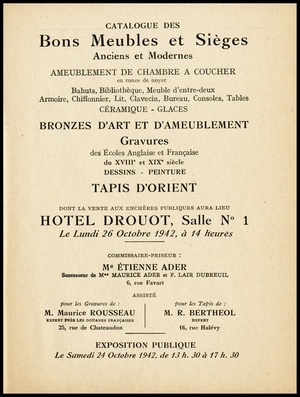 CATALOGUE DES
Bons Meubles et Sièges
Anciens et Modernes
AMEUBLEMENT DE CHAMBRE A COUCHER
en ronce de noyer
Bahuts, Bibliothèque, Meuble d'entre-deux
Armoire, Chiffonnier, Lit, Clavecin, Bureau, Consoles, Tables
CÉRAMIQUE - GLACES
BRONZES D'ART ET D'AMEUBLEMENT
Gravures
des Écoles Anglaise et Française
du XVIIIe et XIXe siècle
DESSINS - PEINTURE
TAPIS D'ORIENT
DONT LA VENTE AUX ENCHÈRES PUBLIQUES AURA LIEU
HOTEL DROUOT, Salle No 1
Le Lundi 26 Octobre 1942, à 14 heures
COMMISSAIRE-PRISEUR :
Me ÉTIENNE ADER
Successeur de Mes MAURICE ADER et F. LAIR DUBREUIL
6, rue Favart
ASSISTÉ
pour les Gravures de :
M. Maurice ROUSSEAU
EXPERT PRÈS LES DOUANES FRANÇAISES
25, rue de Chateaudun
pour les Tapis de :
M. R. BERTHEOL
EXPERT
16, rue Halévy
EXPOSITION PUBLIQUE
Le Samedi 24 Octobre 1942, de 13 h. 30 à 17 h. 30